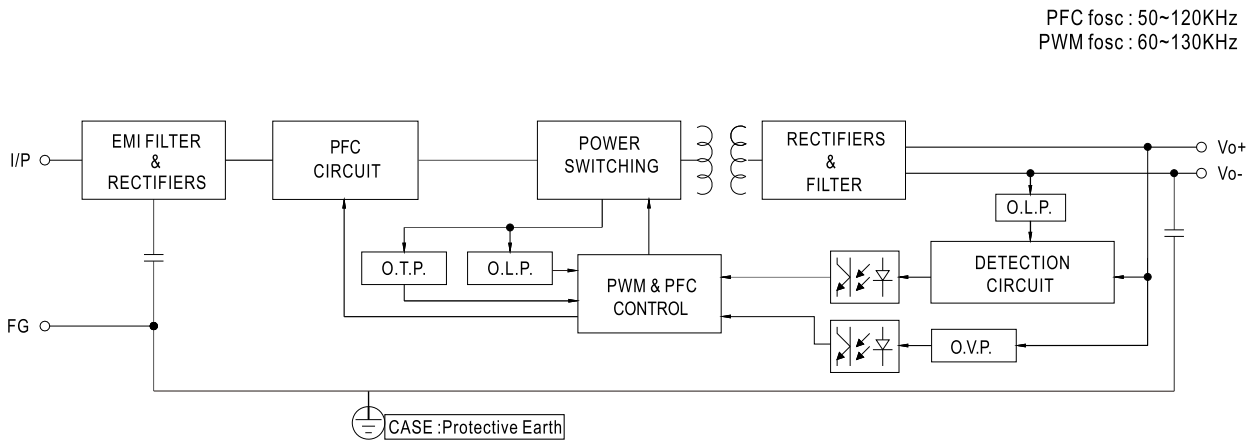 PFC fosc : 50~120KHz
PWM fosc : 60~130KHz
I/P
EMI FILTER
&
RECTIFIERS
PFC
CIRCUIT
POWER
SWITCHING
RECTIFIERS
&
FILTER
Vo+
Vo-
O.L.P.
O.T.P.
O.L.P.
PWM & PFC
CONTROL
DETECTION
CIRCUIT
O.V.P.
FG
CASE :Protective Earth